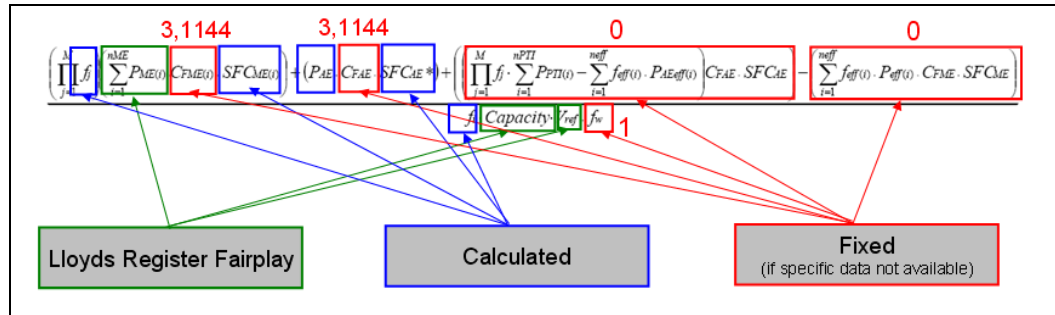 3,1144 3,1144 0 0
(∏_{j=1}^{M} fj)(∑_{i=1}^{nME} PME(i) · CFME(i) · SFCME(i)) + (PAE · CFAE · SFCAE*) + ((∏_{j=1}^{M} fj · ∑_{i=1}^{nPTI} PPTI(i) − ∑_{i=1}^{neff} feff(i) · PAEeff(i)) CFAE · SFCAE) − (∑_{i=1}^{neff} feff(i) · Peff(i) · CFME · SFCME)
f Capacity · Vref · fw 1
Lloyds Register Fairplay
Calculated
Fixed
(if specific data not available)